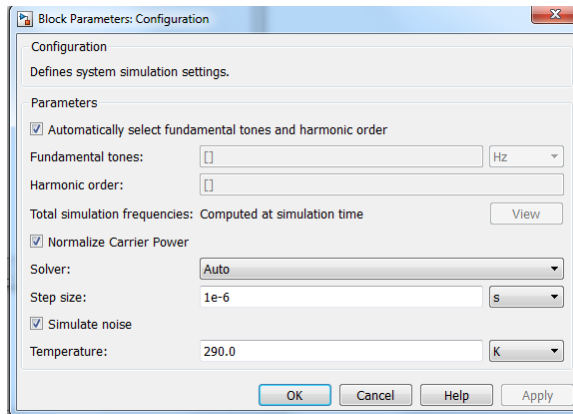 Block Parameters: Configuration
Configuration
Defines system simulation settings.
Parameters
Automatically select fundamental tones and harmonic order
Fundamental tones: [] Hz
Harmonic order: []
Total simulation frequencies: Computed at simulation time View
Normalize Carrier Power
Solver: Auto
Step size: 1e-6 s
Simulate noise
Temperature: 290.0 K
OK Cancel Help Apply